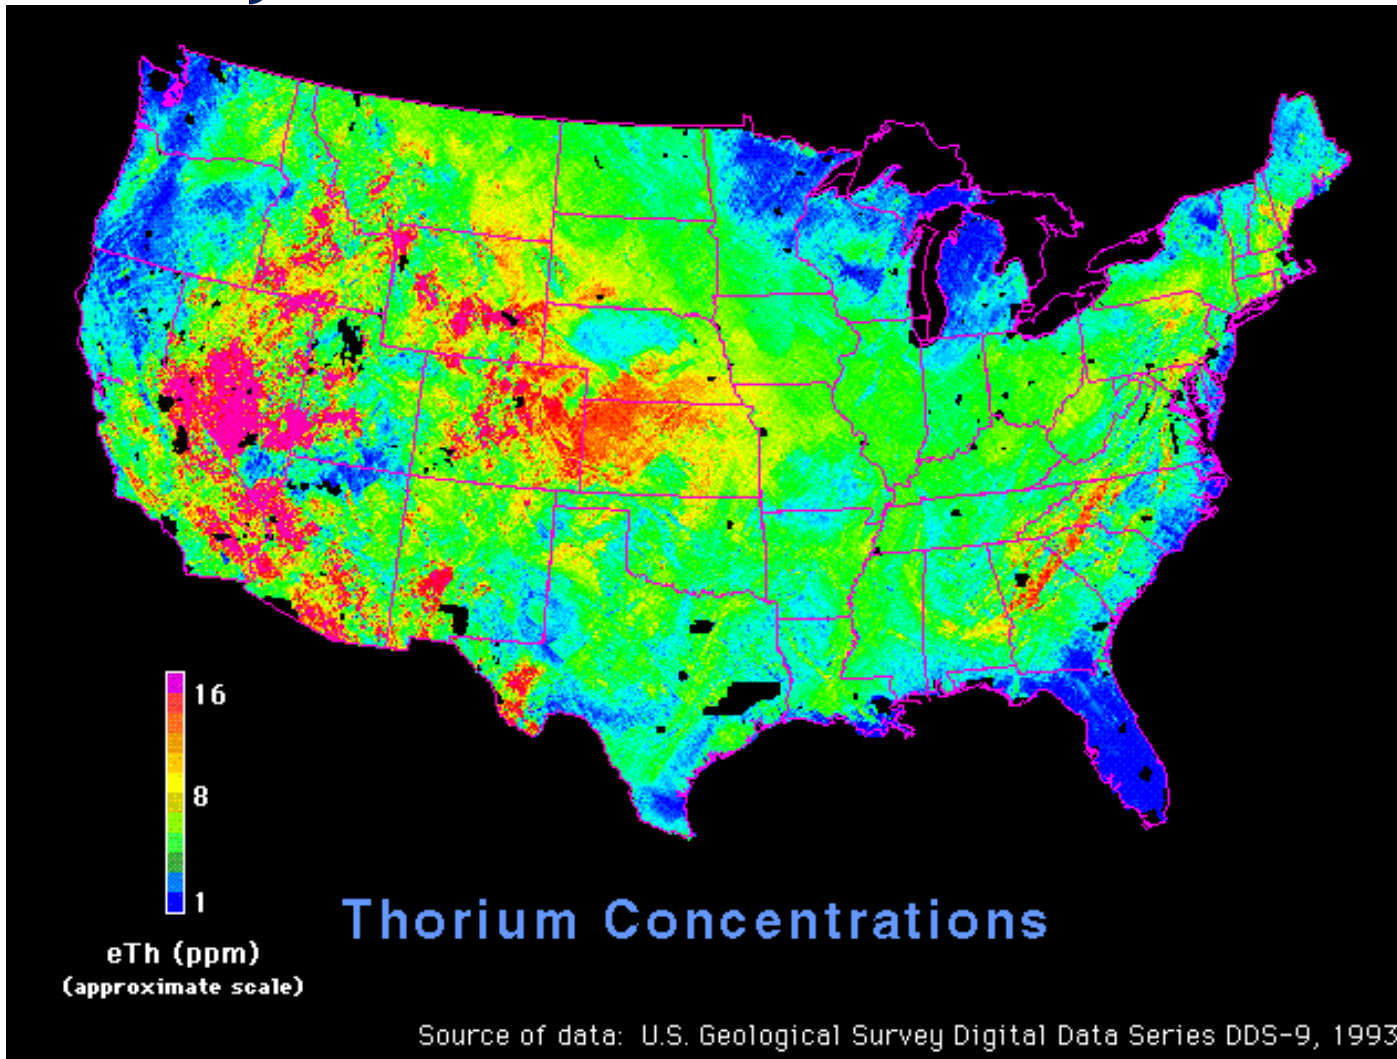 16
8
1
Thorium Concentrations
eTh (ppm)
(approximate scale)
Source of data: U.S. Geological Survey Digital Data Series DDS-9, 1993